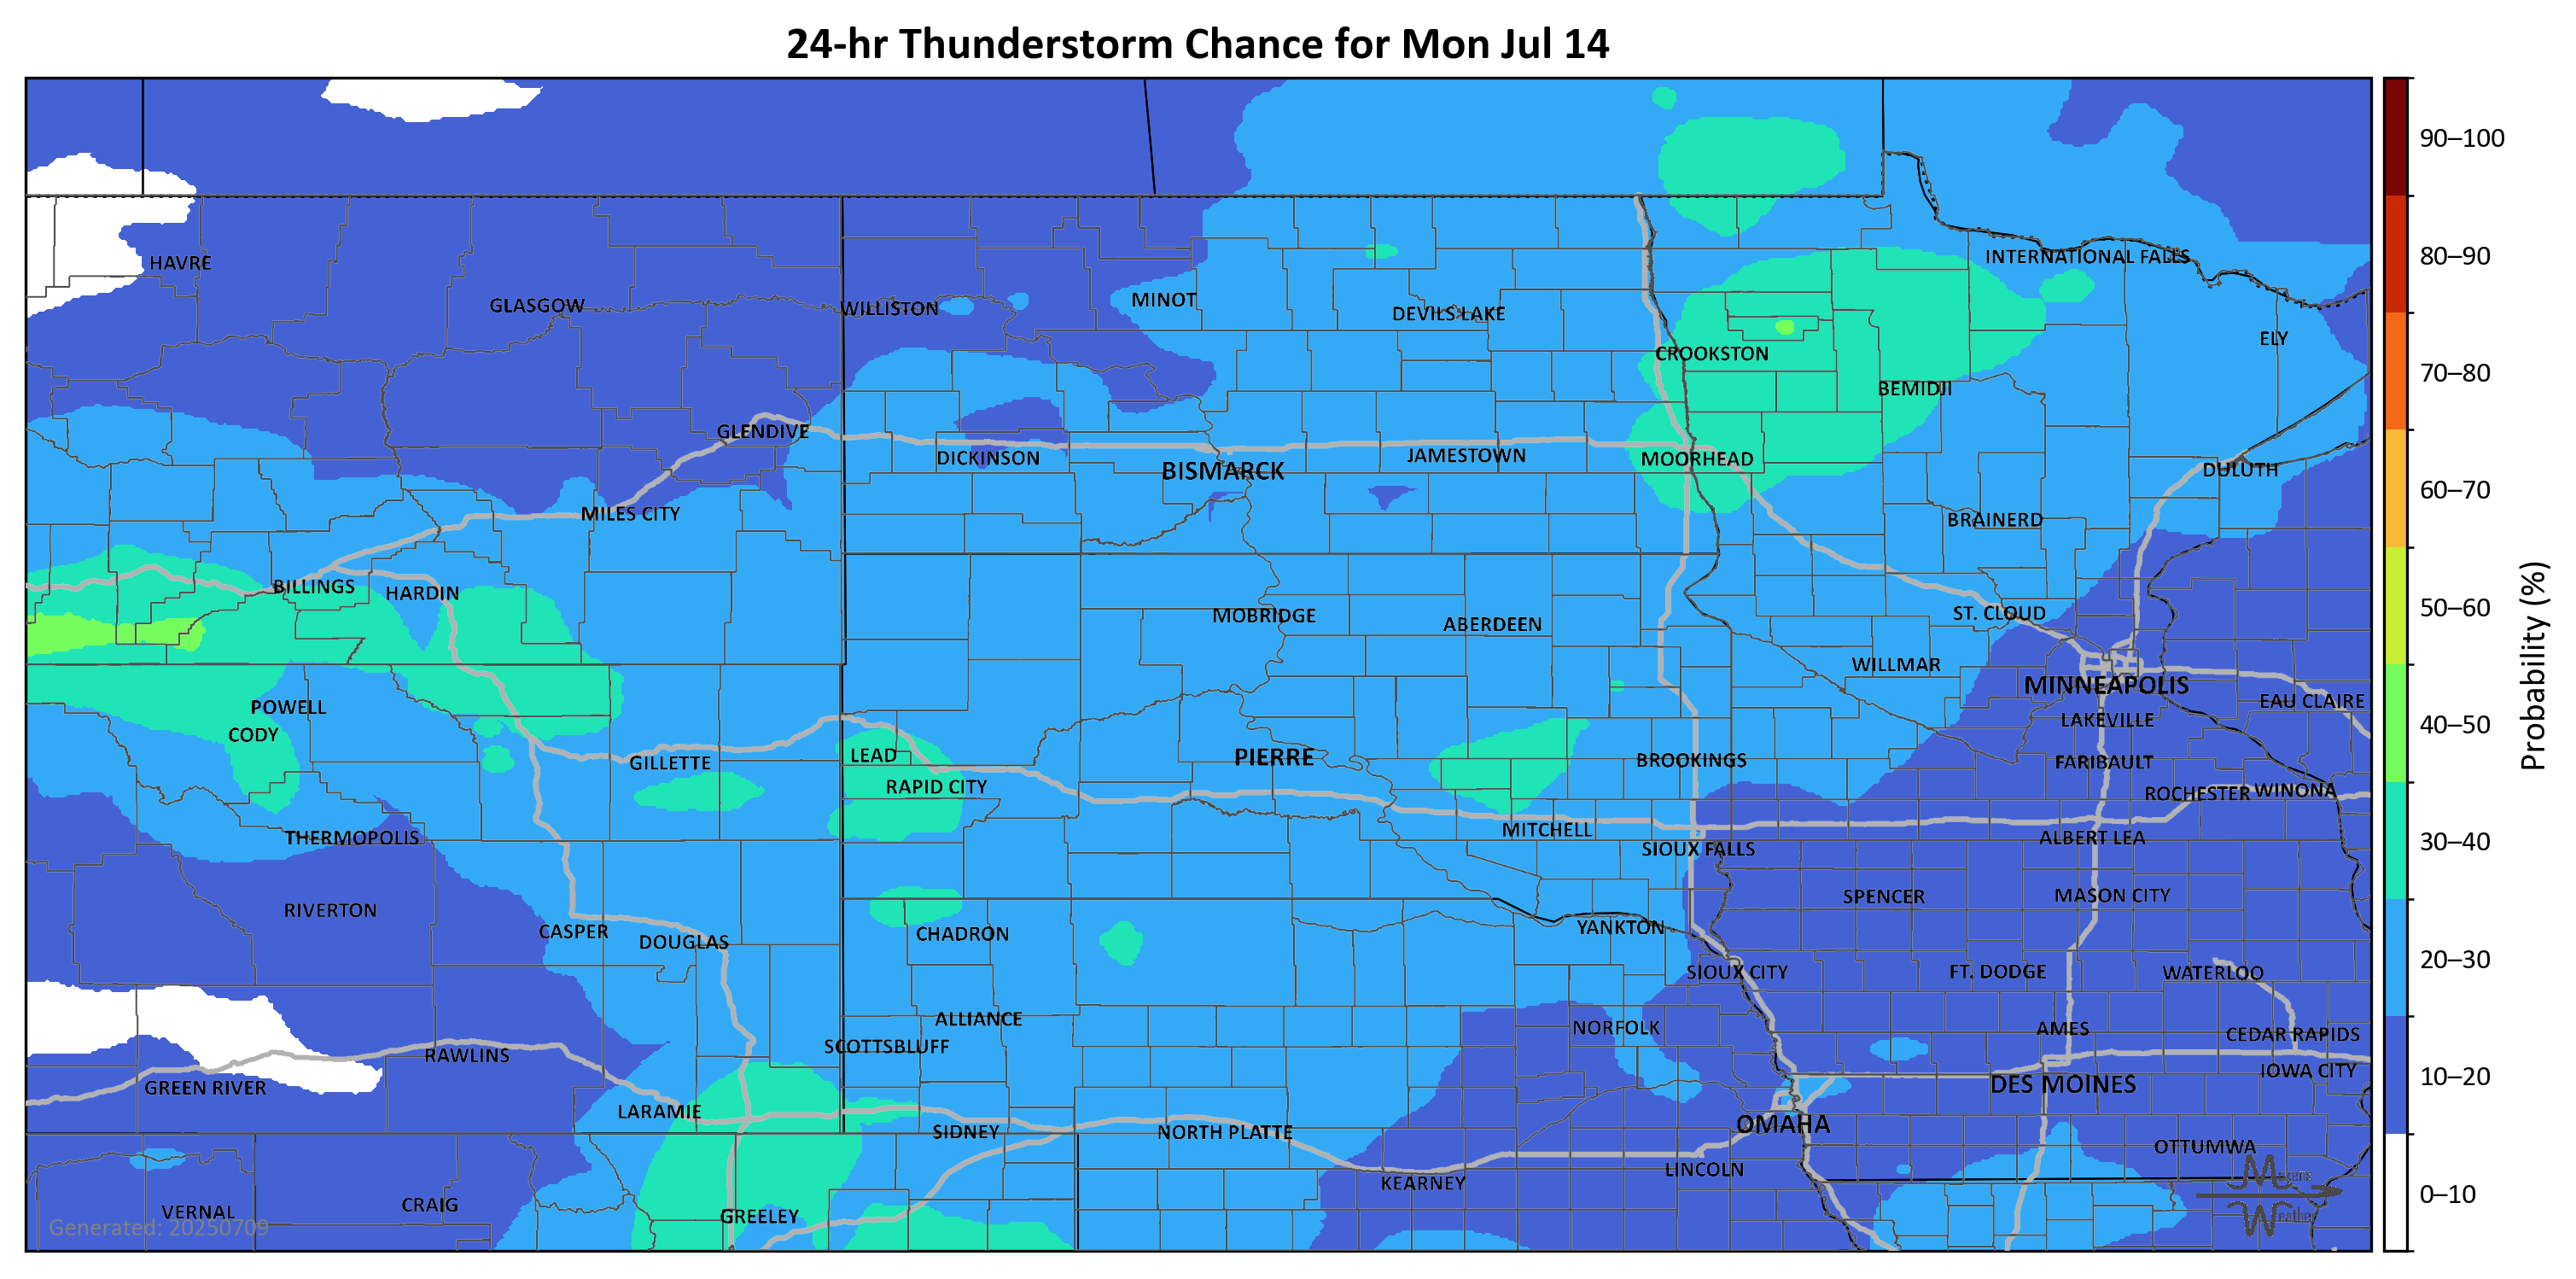 24-hr Thunderstorm Chance for Mon Jul 14
90–100
80–90
70–80
60–70
50–60
40–50
30–40
20–30
10–20
0–10
Probability (%)
HAVRE
GLASGOW
WILLISTON
MINOT
DEVILS LAKE
INTERNATIONAL FALLS
ELY
CROOKSTON
BEMIDJI
GLENDIVE
DICKINSON
BISMARCK
JAMESTOWN
MOORHEAD
DULUTH
MILES CITY
BRAINERD
BILLINGS
HARDIN
MOBRIDGE
ABERDEEN
ST. CLOUD
WILLMAR
MINNEAPOLIS
EAU CLAIRE
POWELL
CODY
LAKEVILLE
GILLETTE
LEAD
PIERRE
BROOKINGS
FARIBAULT
RAPID CITY
ROCHESTER
WINONA
THERMOPOLIS
MITCHELL
ALBERT LEA
SIOUX FALLS
RIVERTON
SPENCER
MASON CITY
CASPER
DOUGLAS
CHADRON
YANKTON
SIOUX CITY
FT. DODGE
WATERLOO
ALLIANCE
NORFOLK
AMES
CEDAR RAPIDS
SCOTTSBLUFF
RAWLINS
GREEN RIVER
IOWA CITY
DES MOINES
LARAMIE
OMAHA
SIDNEY
NORTH PLATTE
OTTUMWA
LINCOLN
KEARNEY
VERNAL
CRAIG
GREELEY
Generated: 20250709
Mekens
Weather